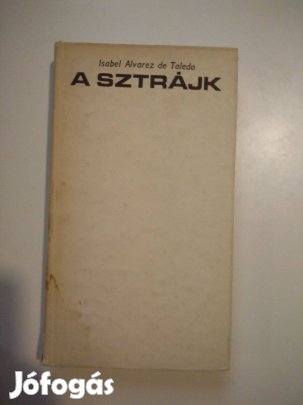 Isabel Alvarez de Toledo
A SZTRÁJK
Jófogás